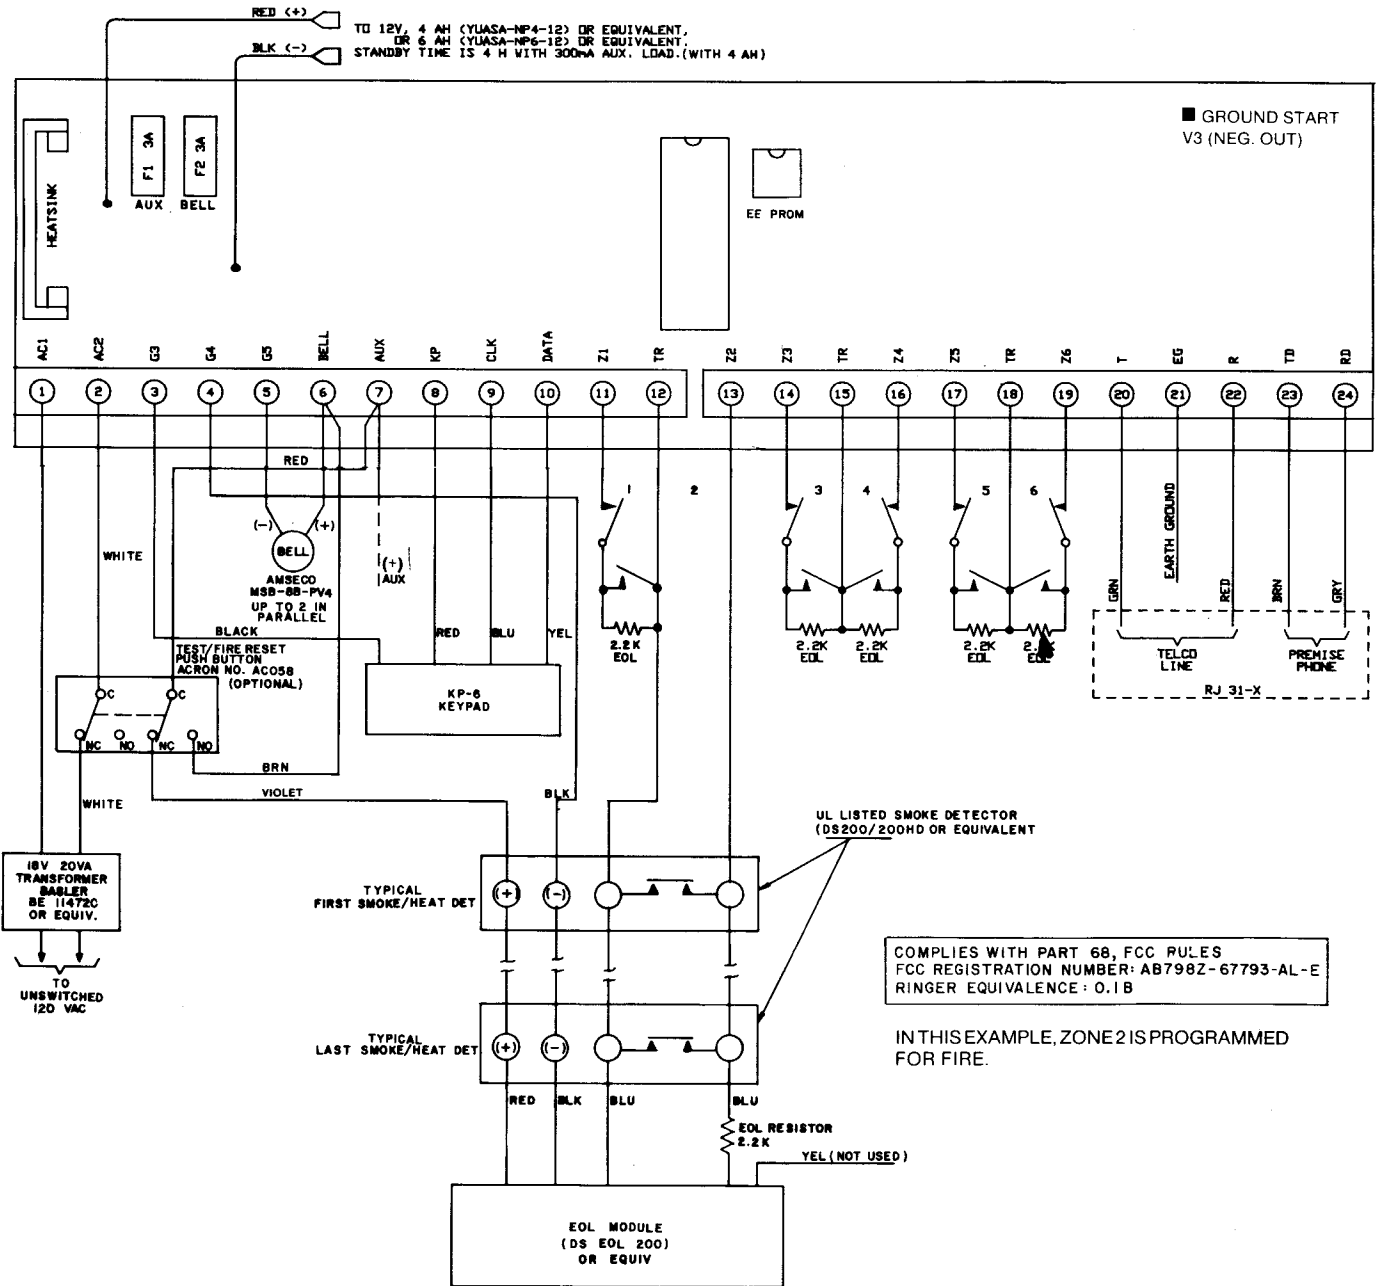 RED (+)
TO 12V, 4 AH (YUASA-NP4-12) OR EQUIVALENT,
OR 6 AH (YUASA-NP6-12) OR EQUIVALENT.
BLK (-)
STANDBY TIME IS 4 H WITH 300mA AUX. LOAD.(WITH 4 AH)
■ GROUND START
V3 (NEG. OUT)
HEATSINK
F1 3A
F2 3A
AUX BELL
EE PROM
AC1 AC2 G3 G4 G5 BELL AUX KP CLK DATA Z1 TR Z2 Z3 TR Z4 Z5 TR Z6 T EG R TD RD
1 2 3 4 5 6 7 8 9 10 11 12 13 14 15 16 17 18 19 20 21 22 23 24
RED
1 2 3 4 5 6
(-) (+)
BELL
AMSECO
MSB-8B-PV4
UP TO 2 IN
PARALLEL
(+)
AUX
WHITE
EARTH GROUND
GRN
RED
BRN
GRY
BLACK
RED
BLU
YEL
2.2K
EOL
2.2K
EOL
2.2K
EOL
2.2K
EOL
TELCO
LINE
PREMISE
PHONE
RJ 31-X
TEST/FIRE RESET
PUSH BUTTON
ACRON NO. AC058
(OPTIONAL)
C C
NC NO NC NO
KP-6
KEYPAD
BRN
VIOLET
BLK
WHITE
18V 20VA
TRANSFORMER
BASLER
BE 11472C
OR EQUIV.
TO
UNSWITCHED
120 VAC
UL LISTED SMOKE DETECTOR
(DS200/200HD OR EQUIVALENT
TYPICAL
FIRST SMOKE/HEAT DET
(+) (-)
COMPLIES WITH PART 68, FCC RULES
FCC REGISTRATION NUMBER: AB798Z-67793-AL-E
RINGER EQUIVALENCE: 0.1B
TYPICAL
LAST SMOKE/HEAT DET
(+) (-)
IN THIS EXAMPLE, ZONE 2 IS PROGRAMMED
FOR FIRE.
RED BLK BLU BLU
EOL RESISTOR
2.2K
YEL (NOT USED)
EOL MODULE
(DS EOL 200)
OR EQUIV